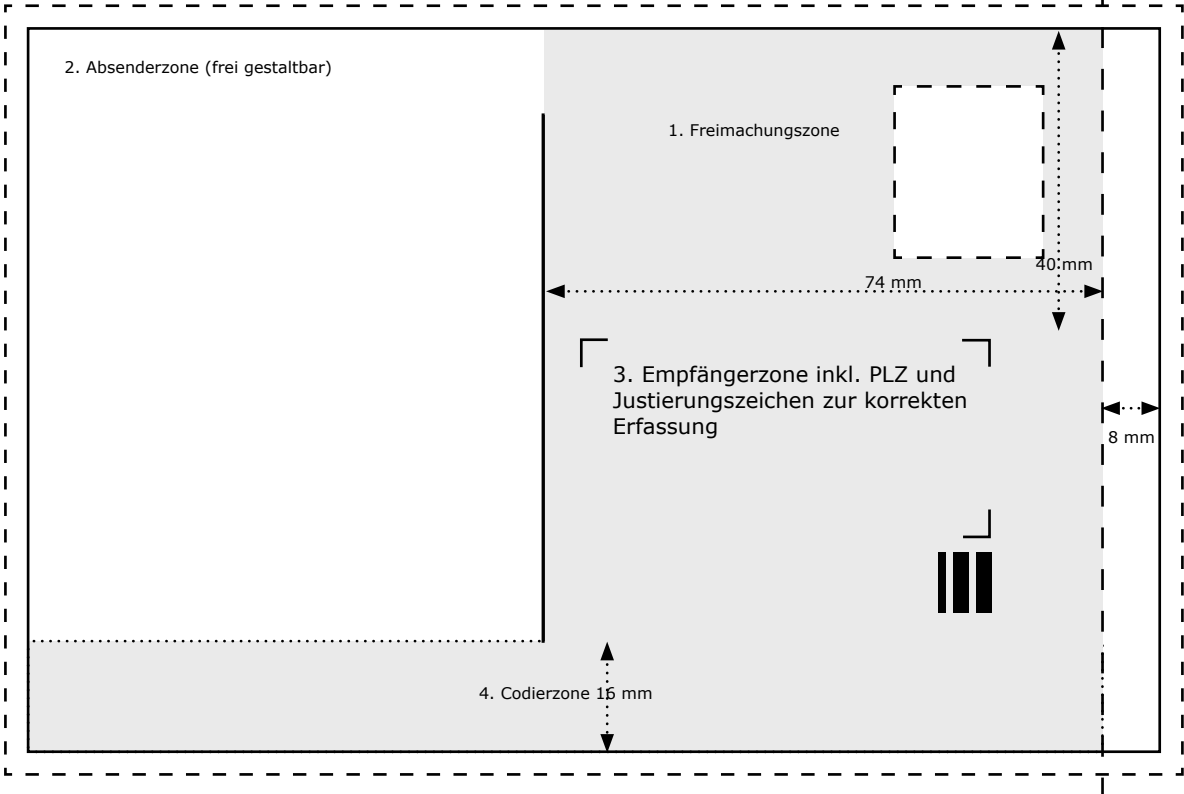 2. Absenderzone (frei gestaltbar)
1. Freimachungszone
40 mm
74 mm
3. Empfängerzone inkl. PLZ und
Justierungszeichen zur korrekten
Erfassung
8 mm
4. Codierzone 16 mm